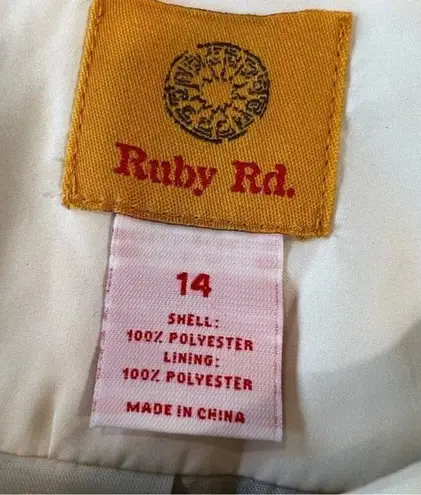 Ruby Rd.
14
SHELL:
100% POLYESTER
LINING:
100% POLYESTER
MADE IN CHINA